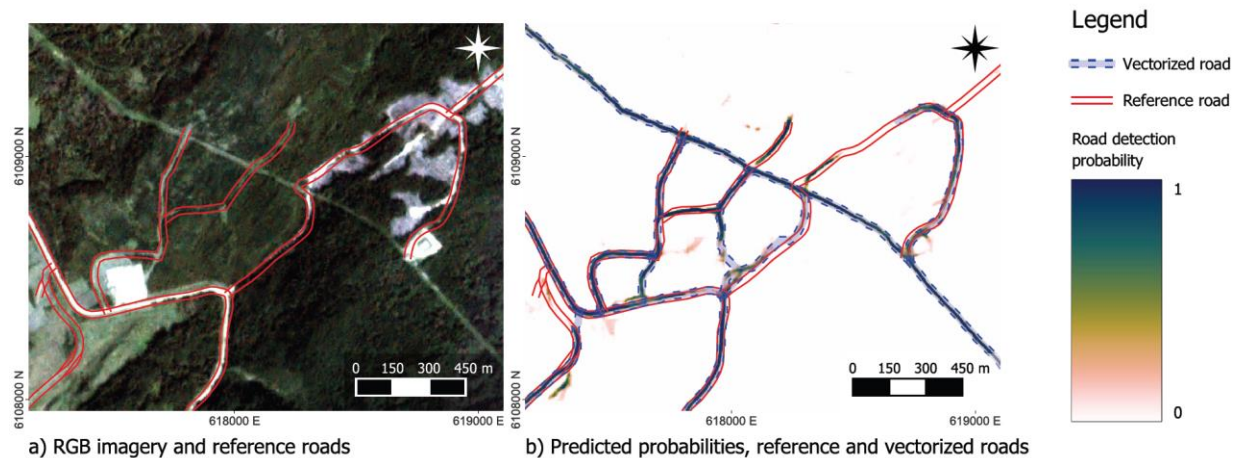 Legend
Vectorized road
Reference road
Road detection
probability
1
0
6109000 N
6108000 N
0 150 300 450 m
618000 E
619000 E
a) RGB imagery and reference roads
6109000 N
6108000 N
0 150 300 450 m
618000 E
619000 E
b) Predicted probabilities, reference and vectorized roads